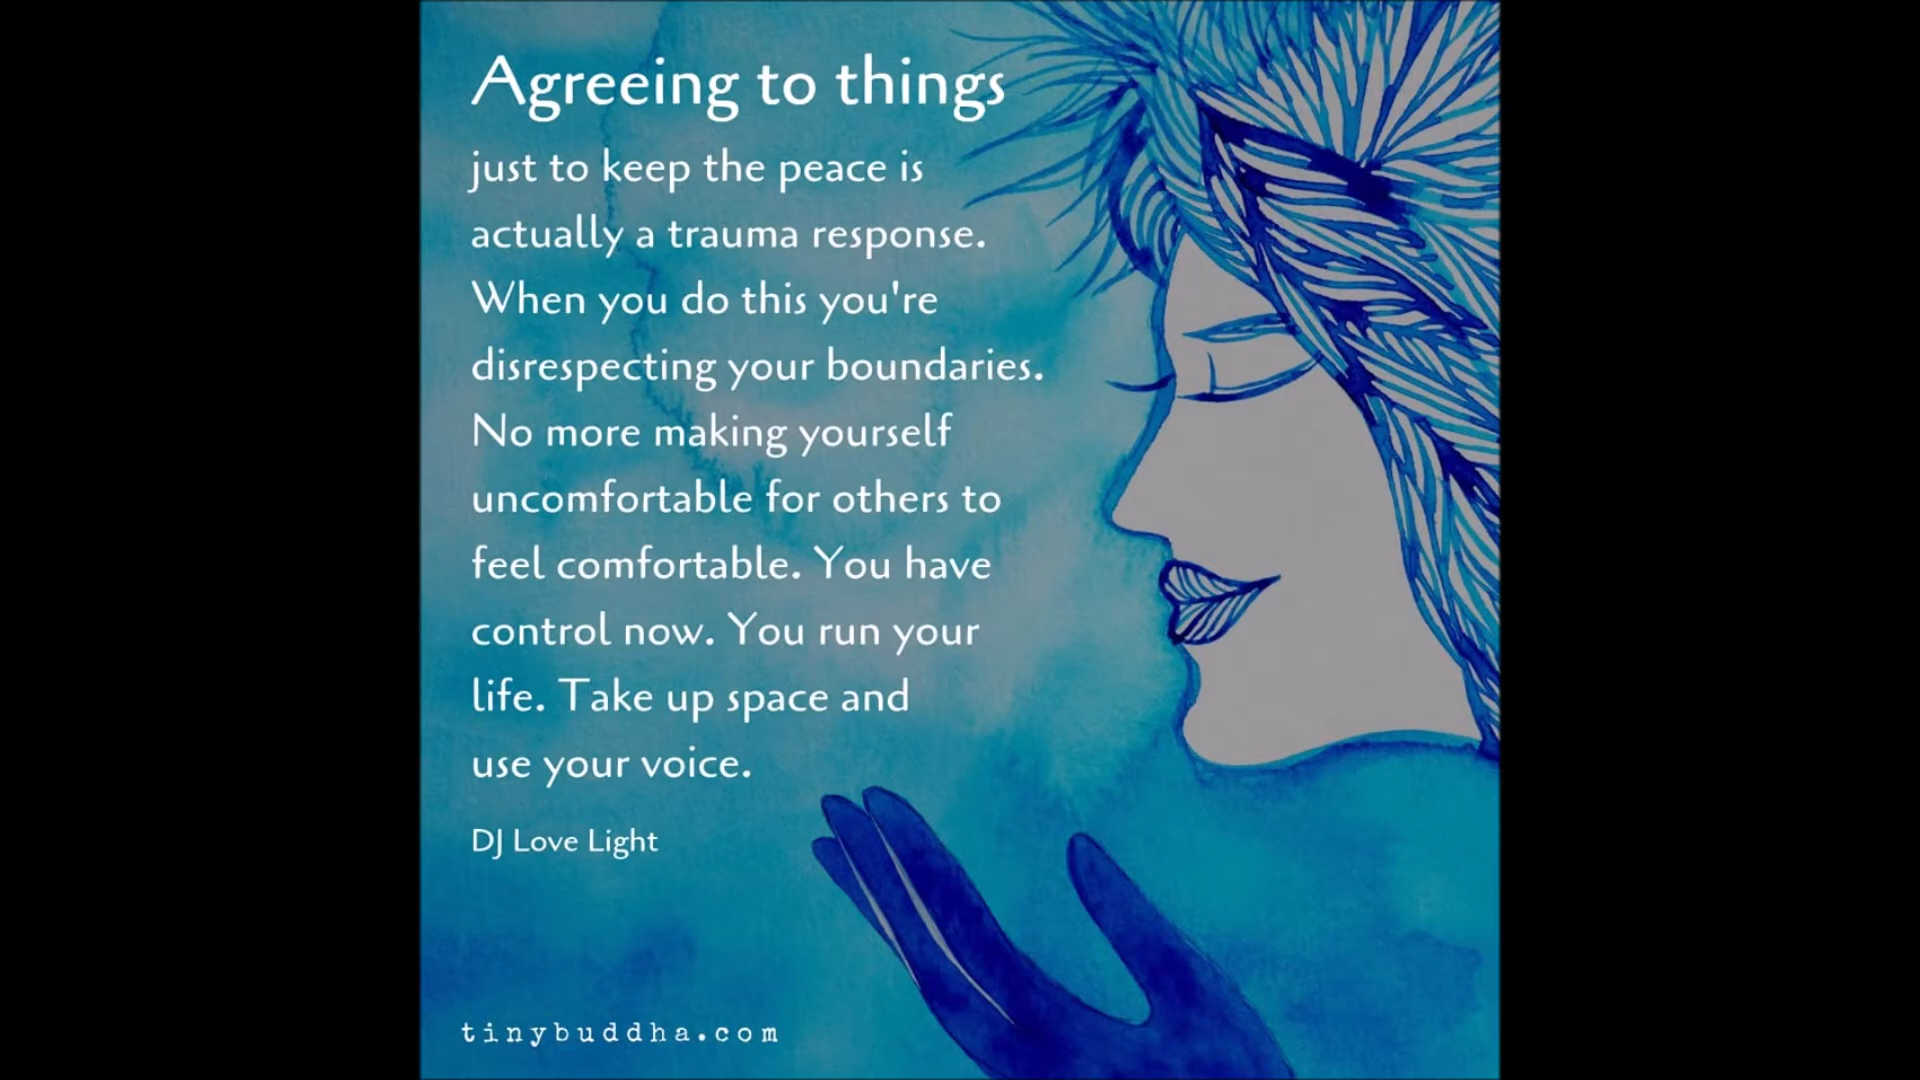 Agreeing to things
just to keep the peace is
actually a trauma response.
When you do this you're
disrespecting your boundaries.
No more making yourself
uncomfortable for others to
feel comfortable. You have
control now. You run your
life. Take up space and
use your voice.
DJ Love Light
tinybuddha.com